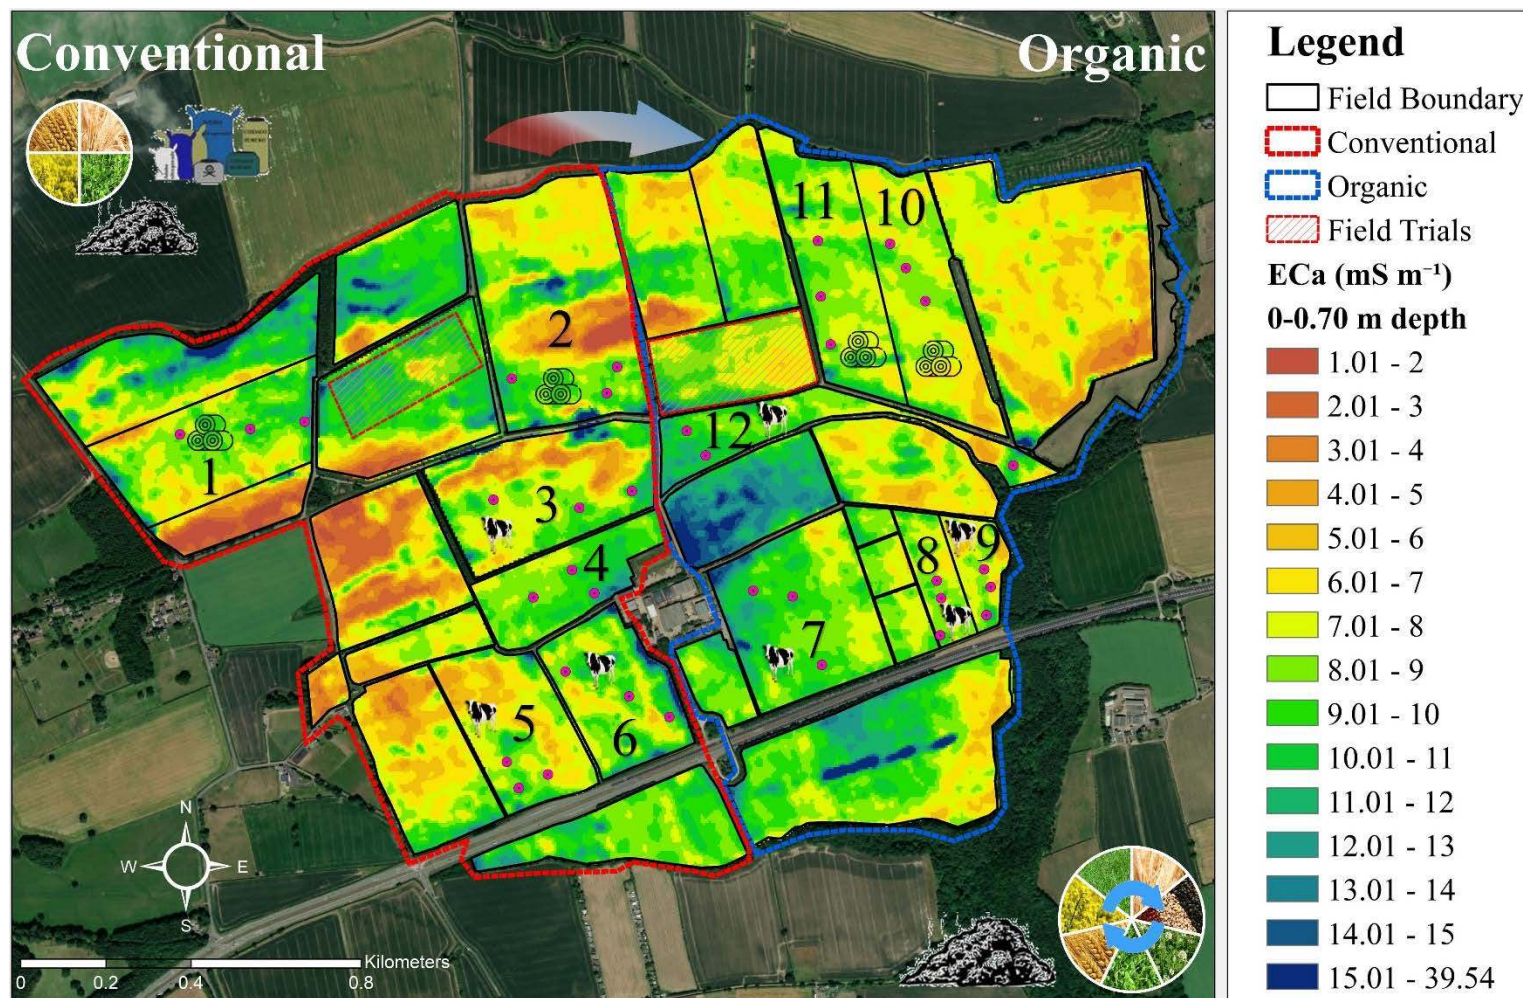 Conventional
Organic
11
10
2
12
1
3
4
8
9
7
5
6
N
W
E
S
0
0.2
0.4
0.8
Kilometers
Legend
Field Boundary
Conventional
Organic
Field Trials
ECa (mS m⁻¹)
0-0.70 m depth
1.01 - 2
2.01 - 3
3.01 - 4
4.01 - 5
5.01 - 6
6.01 - 7
7.01 - 8
8.01 - 9
9.01 - 10
10.01 - 11
11.01 - 12
12.01 - 13
13.01 - 14
14.01 - 15
15.01 - 39.54